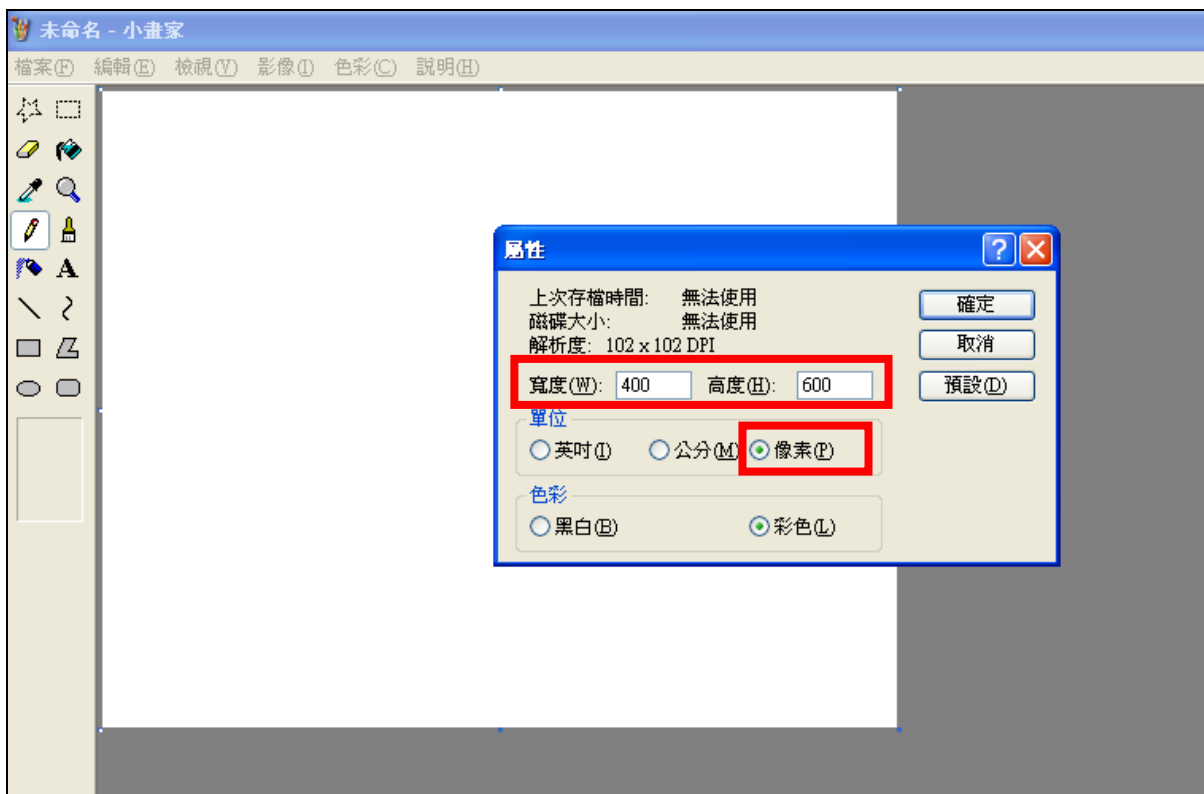 未命名 - 小畫家
檔案(F) 編輯(E) 檢視(V) 影像(I) 色彩(C) 說明(H)
A
屬性
上次存檔時間: 無法使用
磁碟大小: 無法使用
解析度: 102 x 102 DPI
寬度(W): 400 高度(H): 600
確定
取消
預設(D)
單位
英吋(I) 公分(M) 像素(P)
色彩
黑白(B) 彩色(L)